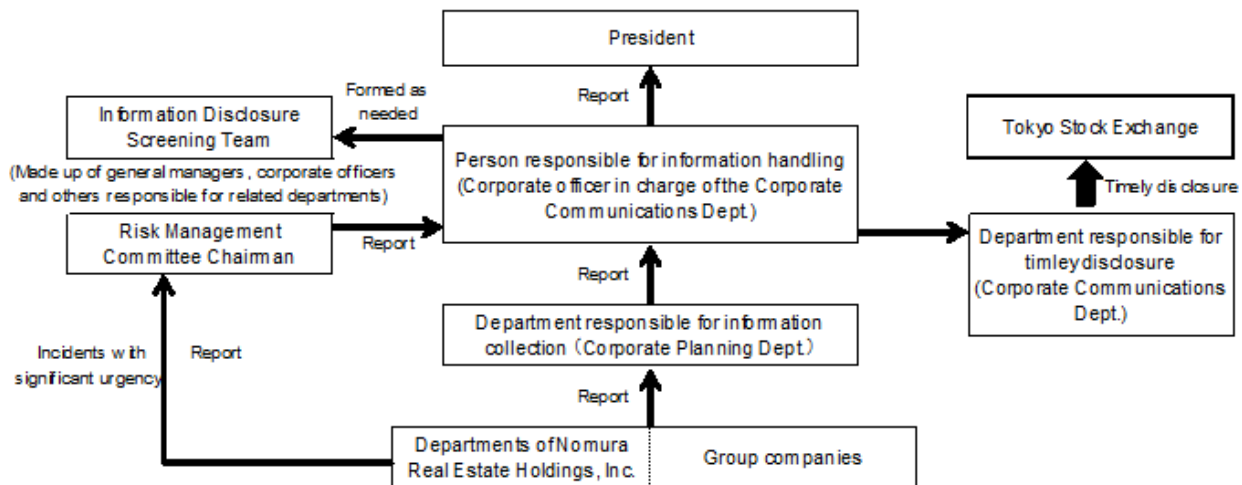 President
Report
Formed as
needed
Information Disclosure
Screening Team
(Made up of general managers, corporate officers
and others responsible for related departments)
Person responsible for information handling
(Corporate officer in charge of the Corporate
Communications Dept.)
Tokyo Stock Exchange
Timely disclosure
Risk Management
Committee Chairman
Report
Department responsible for
timley disclosure
(Corporate Communications
Dept.)
Report
Department responsible for information
collection (Corporate Planning Dept.)
Incidents with
significant urgency
Report
Report
Departments of Nomura
Real Estate Holdings, Inc.
Group companies